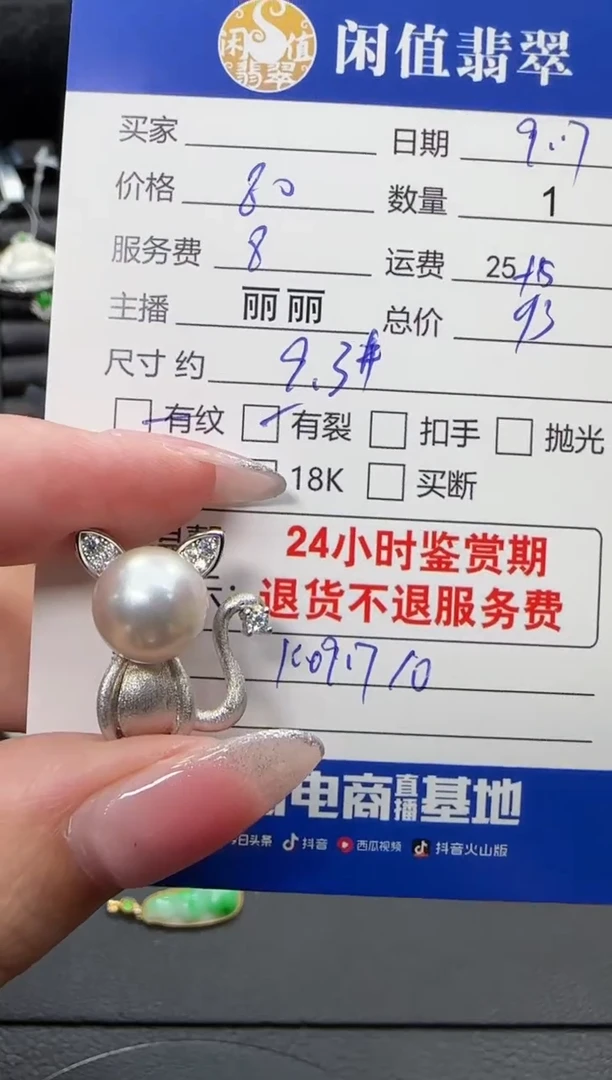 闲值翡翠
闲值翡翠
买家 日期 9.7
价格 80 数量 1
服务费 8 运费 25+5
主播 丽丽 总价 93
尺寸约 9.3#
有纹 有裂 扣手 抛光
18K 买断
24小时鉴赏期
退货不退服务费
电商直播基地
日头条 抖音 西瓜视频 抖音火山版